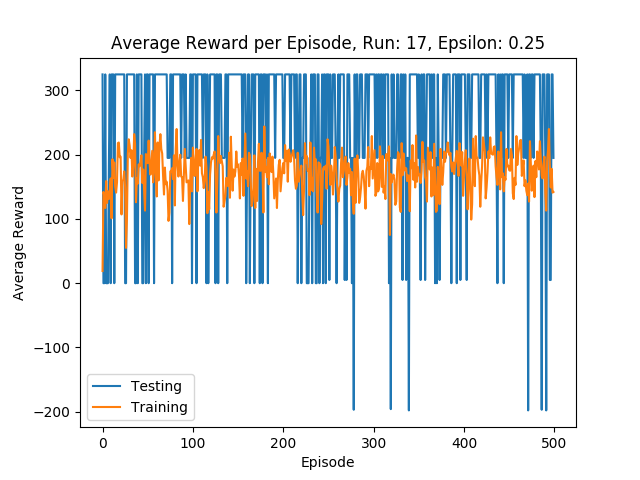 Average Reward per Episode, Run: 17, Epsilon: 0.25
300
200
100
0
−100
−200
Average Reward
Testing
Training
0 100 200 300 400 500
Episode